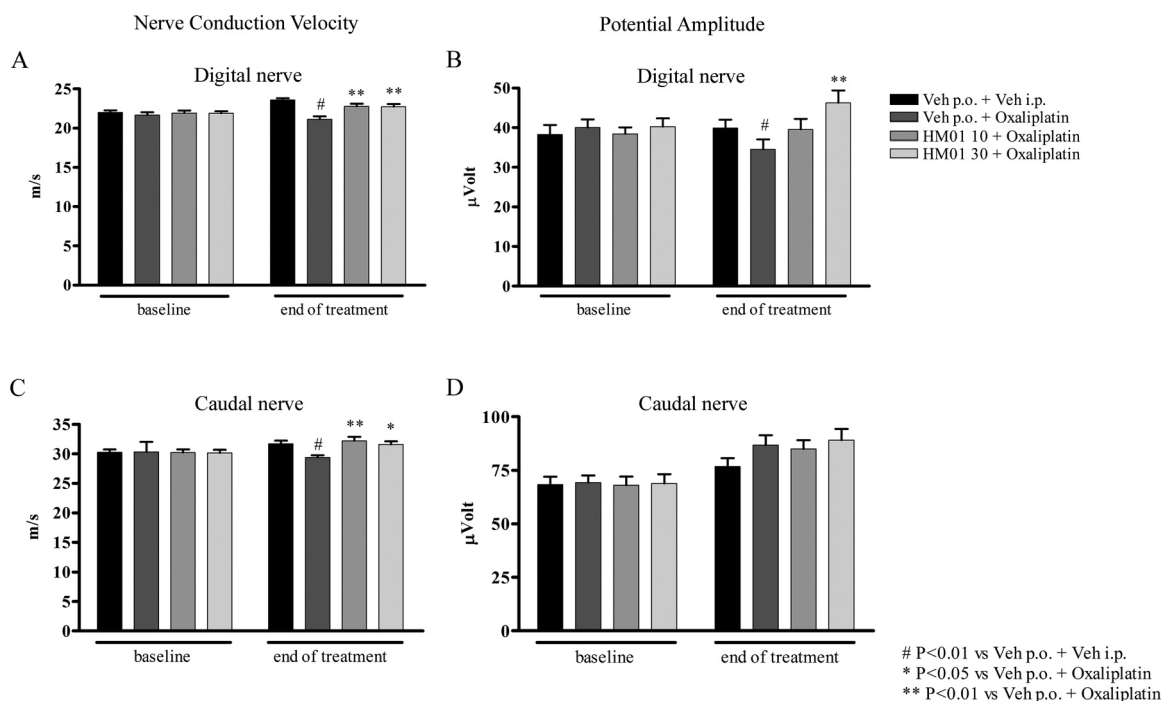 Nerve Conduction Velocity
Potential Amplitude
A
Digital nerve
25
20
15
10
5
0
m/s
#
**
**
baseline
end of treatment
B
Digital nerve
50
40
30
20
10
0
µVolt
#
**
baseline
end of treatment
Veh p.o. + Veh i.p.
Veh p.o. + Oxaliplatin
HM01 10 + Oxaliplatin
HM01 30 + Oxaliplatin
C
Caudal nerve
35
30
25
20
15
10
5
0
m/s
#
**
*
baseline
end of treatment
D
Caudal nerve
100
75
50
25
0
µVolt
baseline
end of treatment
# P<0.01 vs Veh p.o. + Veh i.p.
* P<0.05 vs Veh p.o. + Oxaliplatin
** P<0.01 vs Veh p.o. + Oxaliplatin